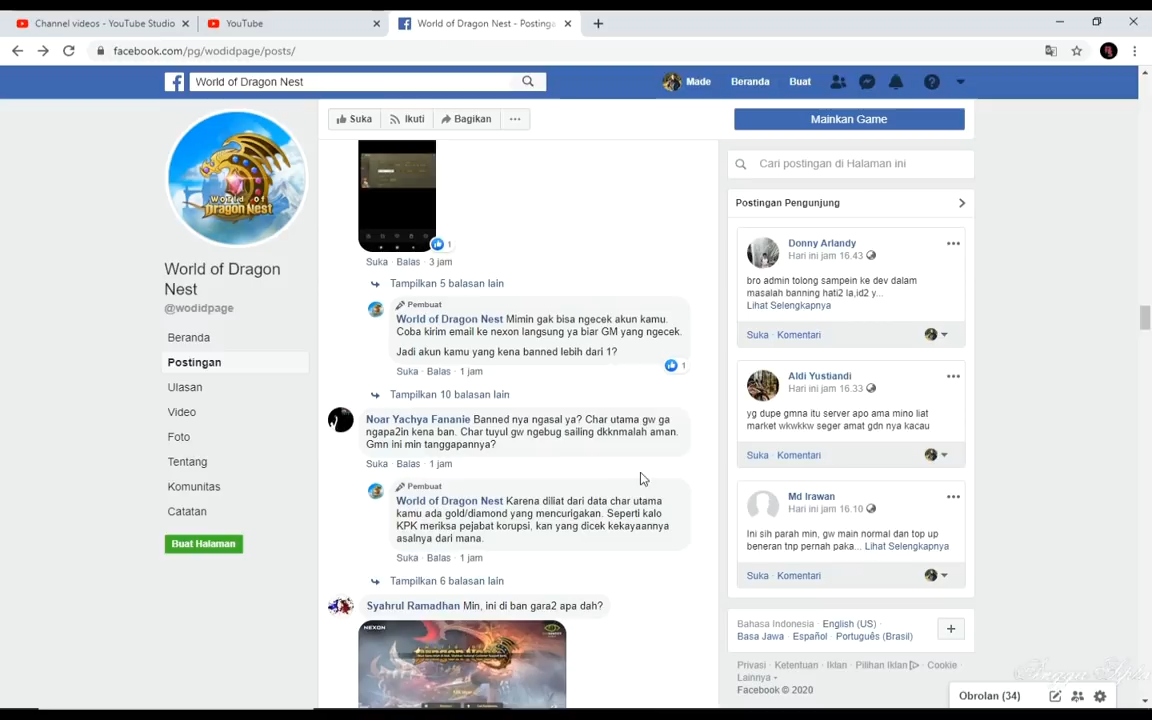 Channel videos - YouTube Studio
YouTube
World of Dragon Nest - Postinga
facebook.com/pg/wodidpage/posts/
World of Dragon Nest
Made
Beranda
Buat
World of
Dragon Nest
World of Dragon
Nest
@wodidpage
Beranda
Postingan
Ulasan
Video
Foto
Tentang
Komunitas
Catatan
Buat Halaman
Suka
Ikuti
Bagikan
1
Suka · Balas · 3 jam
Tampilkan 5 balasan lain
Pembuat
World of Dragon Nest Mimin gak bisa ngecek akun kamu.
Coba kirim email ke nexon langsung ya biar GM yang ngecek.
Jadi akun kamu yang kena banned lebih dari 1?
1
Suka · Balas · 1 jam
Tampilkan 10 balasan lain
Noar Yachya Fananie Banned nya ngasal ya? Char utama gw ga
ngapa2in kena ban. Char tuyul gw ngebug sailing dkknmalah aman.
Gmn ini min tanggapannya?
Suka · Balas · 1 jam
Pembuat
World of Dragon Nest Karena diliat dari data char utama
kamu ada gold/diamond yang mencurigakan. Seperti kalo
KPK meriksa pejabat korupsi, kan yang dicek kekayaannya
asalnya dari mana.
Suka · Balas · 1 jam
Tampilkan 6 balasan lain
Syahrul Ramadhan Min, ini di ban gara2 apa dah?
NEXON
Mainkan Game
Cari postingan di Halaman ini
Postingan Pengunjung
Donny Arlandy
Hari ini jam 16.43
bro admin tolong sampein ke dev dalam
masalah banning hati2 la,id2 y...
Lihat Selengkapnya
Suka · Komentari
Aldi Yustiandi
Hari ini jam 16.33
yg dupe gmna itu server apo ama mino liat
market wkwkkw seger amat gdn nya kacau
Suka · Komentari
Md Irawan
Hari ini jam 16.10
Ini sih parah min, gw main normal dan top up
beneran tnp pernah paka... Lihat Selengkapnya
Suka · Komentari
Bahasa Indonesia · English (US) ·
Basa Jawa · Español · Português (Brasil)
Privasi · Ketentuan · Iklan · Pilihan Iklan · Cookie ·
Lainnya
Facebook © 2020
Obrolan (34)